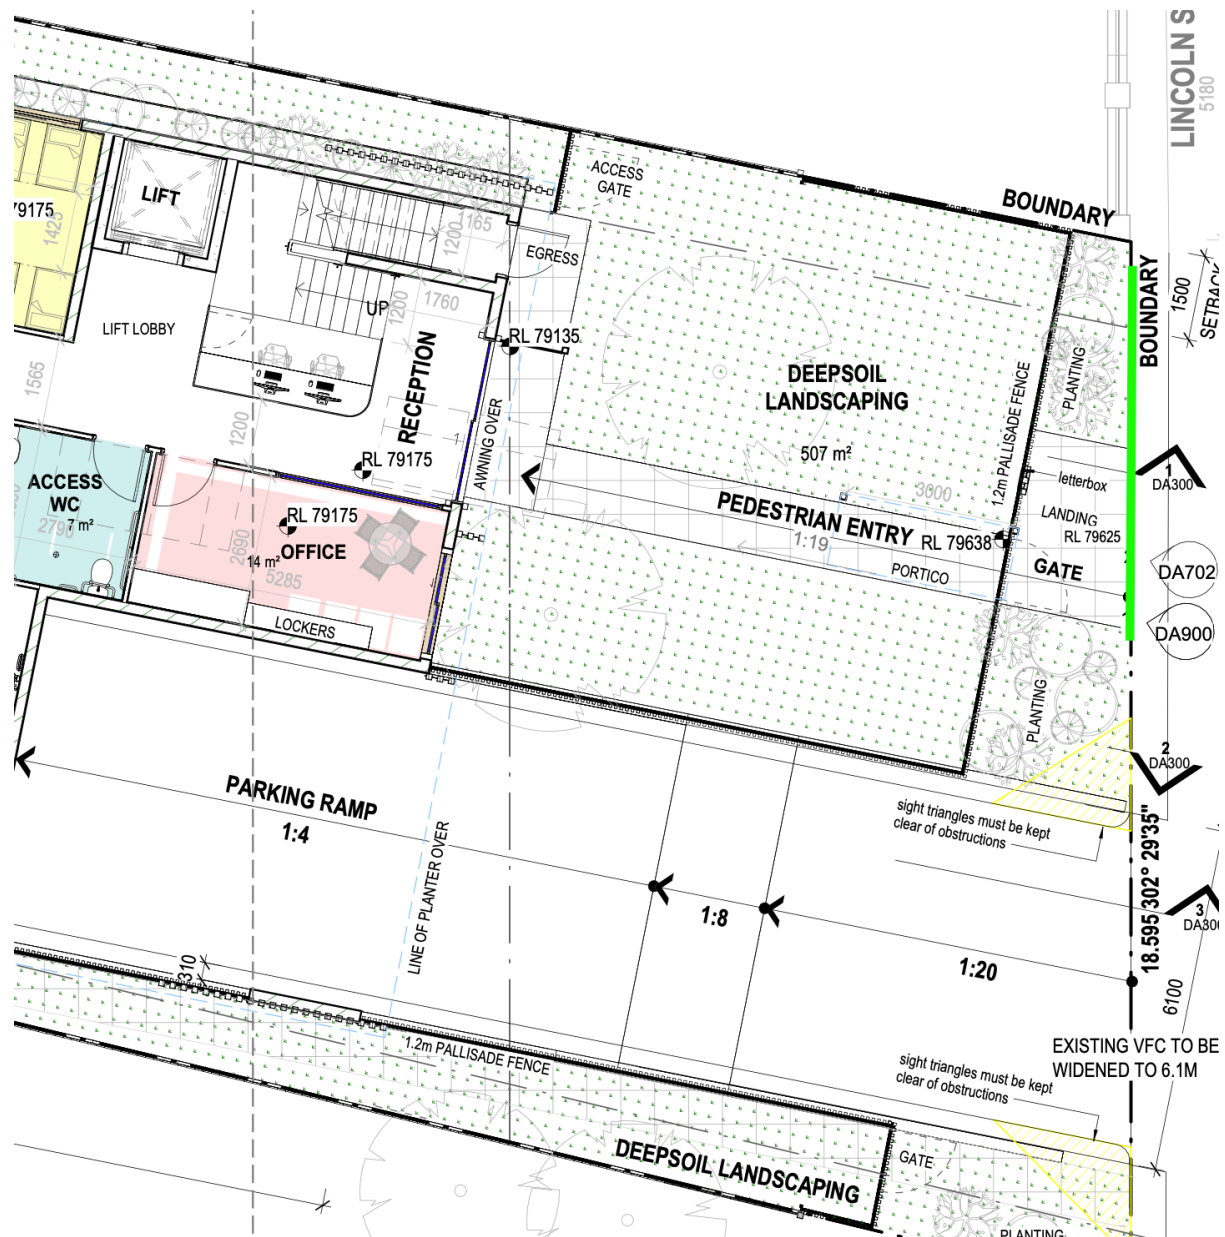 LINCOLN S
5180
ACCESS
GATE
BOUNDARY
LIFT
79175
1425
1165
1200
EGRESS
BOUNDARY
1500
SETBACK
UP
1200
1760
LIFT LOBBY
RL 79135
RECEPTION
1565
1200
AWNING OVER
DEEPSOIL
LANDSCAPING
507 m²
1.2m PALLISADE FENCE
PLANTING
RL 79175
ACCESS
WC
7 m²
2790
RL 79175
OFFICE
14 m²
2690
5285
LOCKERS
3000
PEDESTRIAN ENTRY
1:19
RL 79638
PORTICO
letterbox
LANDING
RL 79625
GATE
1
DA300
DA702
DA900
PLANTING
2
DA300
PARKING RAMP
1:4
LINE OF PLANTER OVER
1:8
1:20
sight triangles must be kept
clear of obstructions
18.595 302° 29'35"
3
DA300
6100
310
1.2m PALLISADE FENCE
EXISTING VFC TO BE
WIDENED TO 6.1M
sight triangles must be kept
clear of obstructions
DEEPSOIL LANDSCAPING
GATE
PLANTING